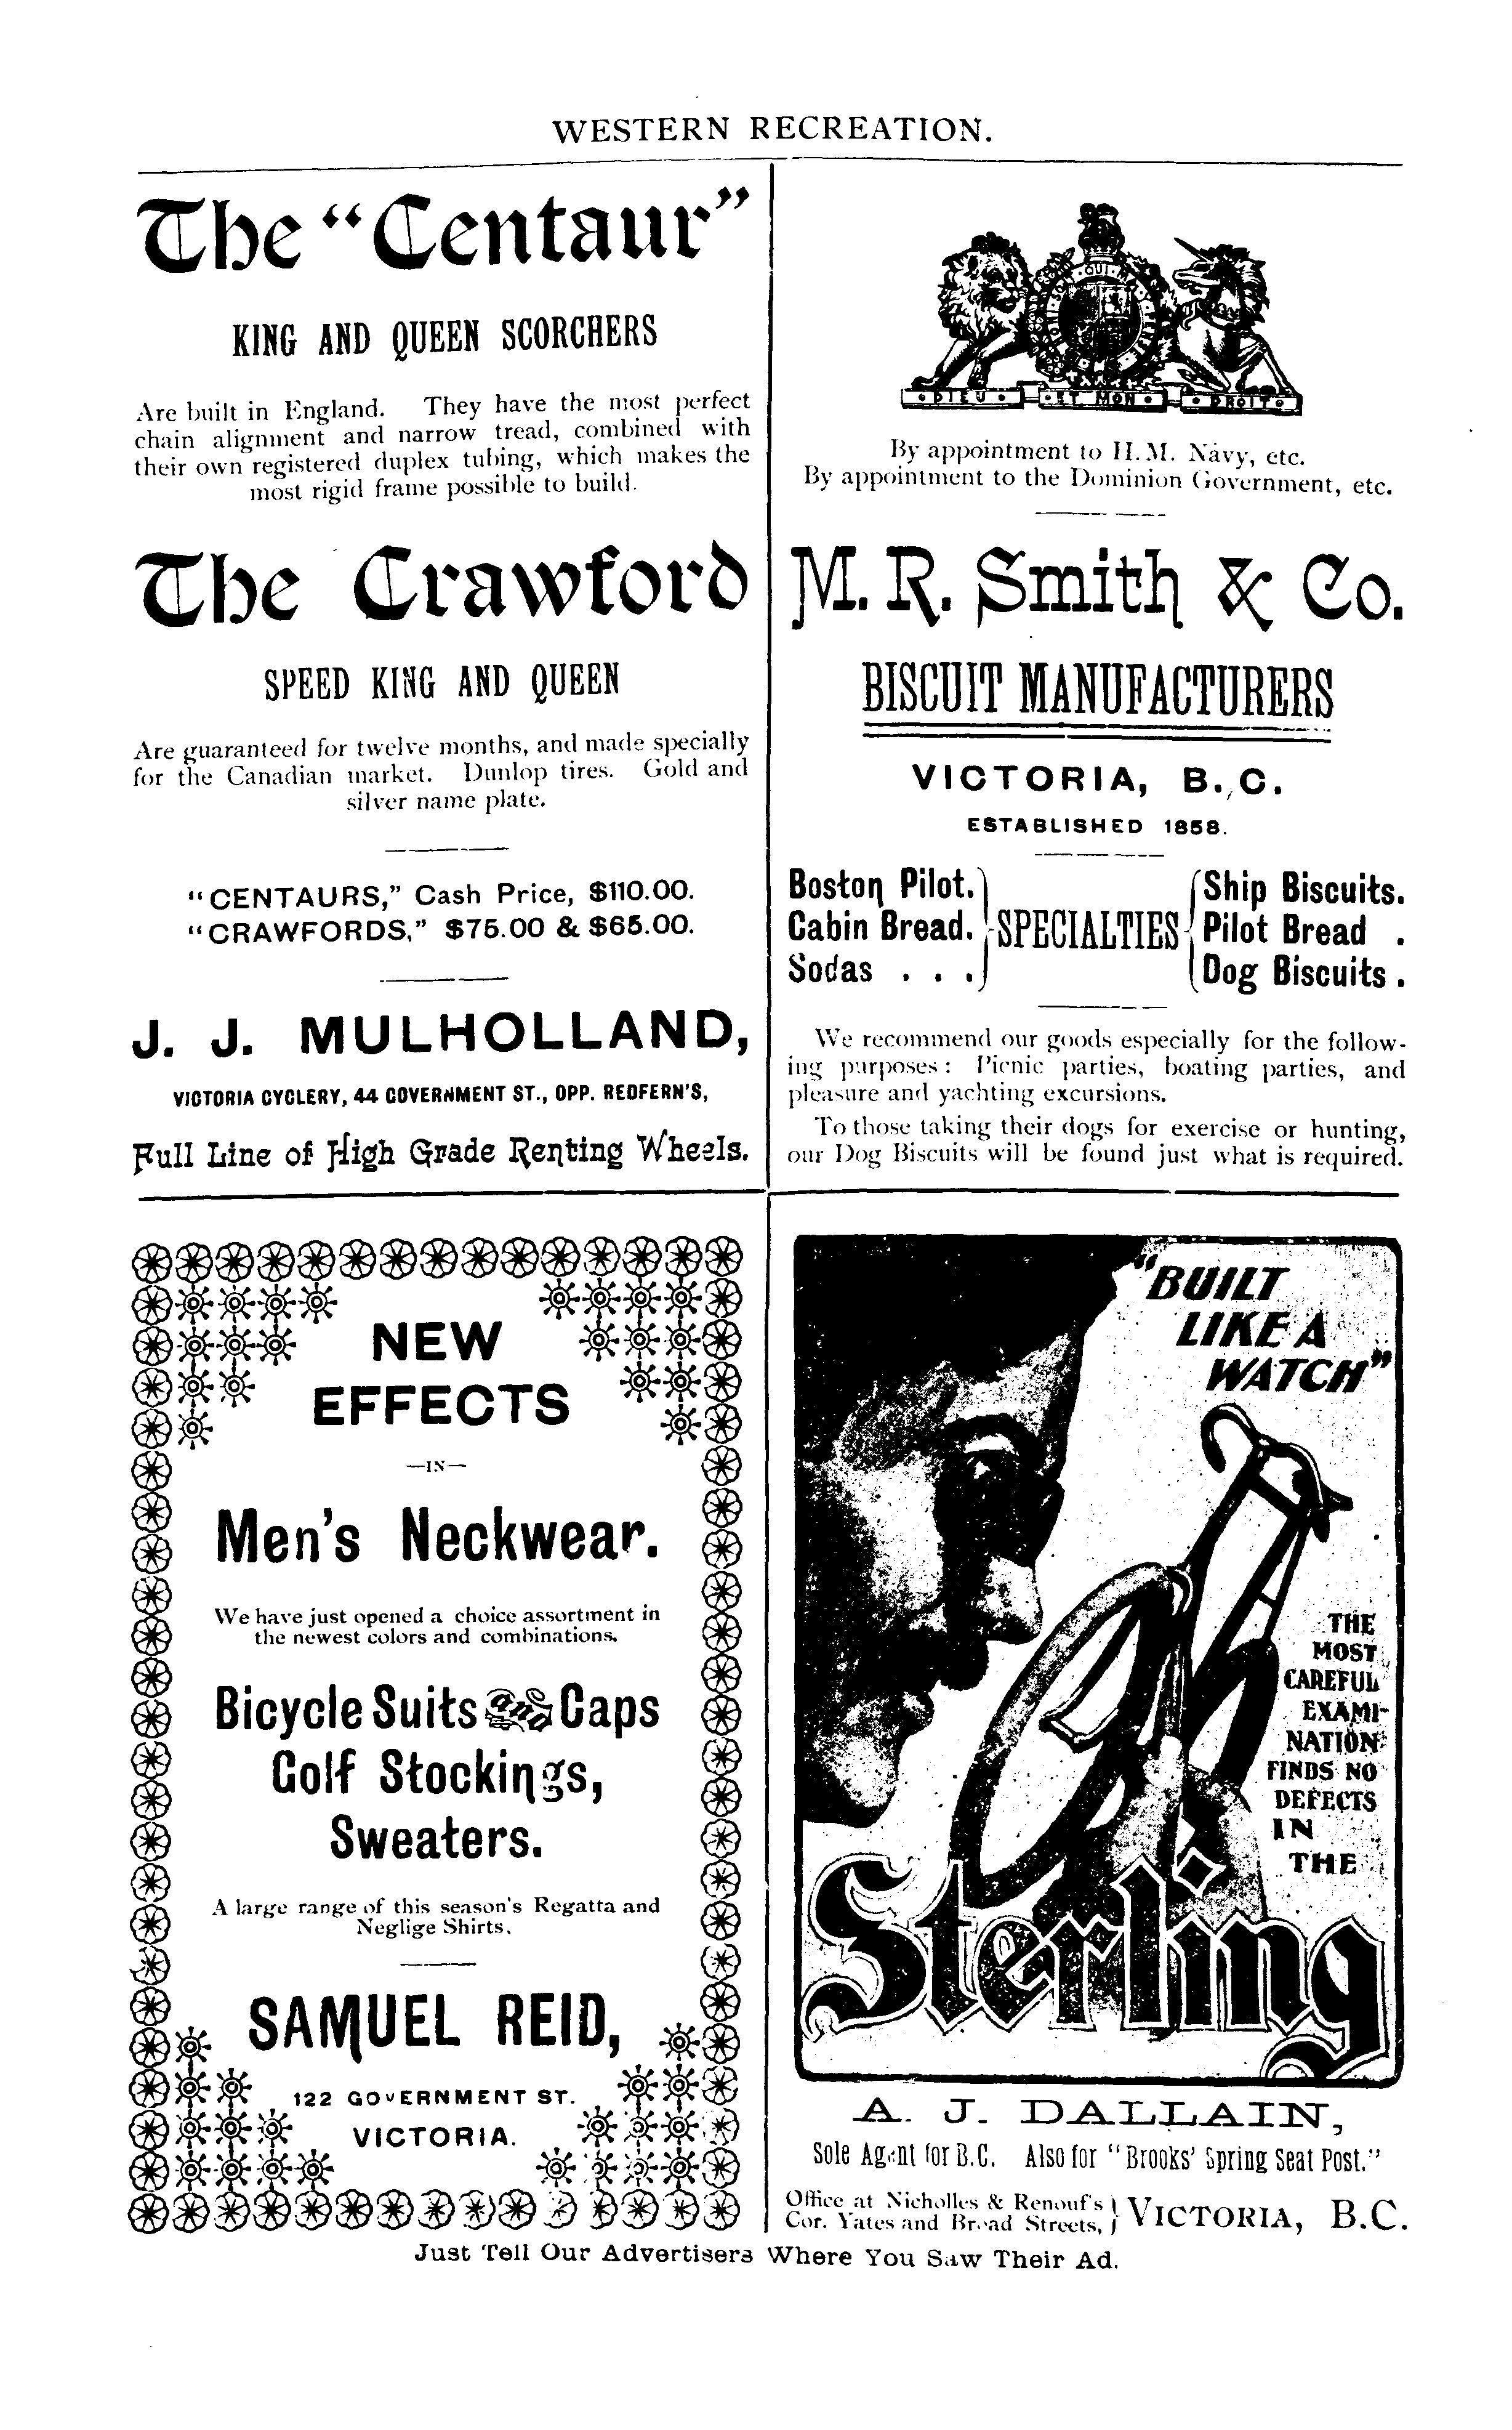 WESTERN RECREATION.
The "Centaur"
KING AND QUEEN SCORCHERS
Are built in England. They have the most perfect
chain alignment and narrow tread, combined with
their own registered duplex tubing, which makes the
most rigid frame possible to build.
The Crawford
SPEED KING AND QUEEN
Are guaranteed for twelve months, and made specially
for the Canadian market. Dunlop tires. Gold and
silver name plate.
"CENTAURS," Cash Price, $110.00.
"CRAWFORDS," $75.00 & $65.00.
J. J. MULHOLLAND,
VICTORIA CYCLERY, 44 GOVERNMENT ST., OPP. REDFERN'S,
Full Line of High Grade Renting Wheels.
DIEU ET MON DROIT
By appointment to H. M. Navy, etc.
By appointment to the Dominion Government, etc.
M. R. Smith & Co.
BISCUIT MANUFACTURERS
VICTORIA, B. C.
ESTABLISHED 1858.
Boston Pilot.
Cabin Bread.
Sodas . . .
SPECIALTIES
Ship Biscuits.
Pilot Bread .
Dog Biscuits .
We recommend our goods especially for the follow-
ing purposes: Picnic parties, boating parties, and
pleasure and yachting excursions.
To those taking their dogs for exercise or hunting,
our Dog Biscuits will be found just what is required.
NEW
EFFECTS
—IN—
Men's Neckwear.
We have just opened a choice assortment in
the newest colors and combinations.
Bicycle Suits and Caps
Golf Stockings,
Sweaters.
A large range of this season's Regatta and
Neglige Shirts.
SAMUEL REID,
122 GOVERNMENT ST.
VICTORIA.
"BUILT
LIKE A
WATCH"
THE
MOST
CAREFUL
EXAMI-
NATION
FINDS NO
DEFECTS
IN
THE
Sterling
A. J. DALLAIN,
Sole Agent for B.C. Also for "Brooks' Spring Seat Post."
Office at Nicholles & Renouf's
Cor. Yates and Broad Streets,
VICTORIA, B.C.
Just Tell Our Advertisers Where You Saw Their Ad.